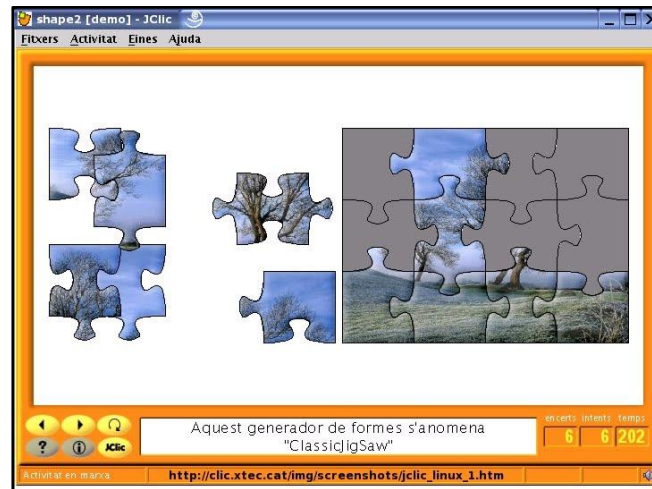 shape2 [demo] - JClic
Fitxers Activitat Eines Ajuda
Aquest generador de formes s'anomena
"ClassicJigSaw"
encerts intents temps
6 6 202
JClic
Activitat en marxa
http://clic.xtec.cat/img/screenshots/jclic_linux_1.htm